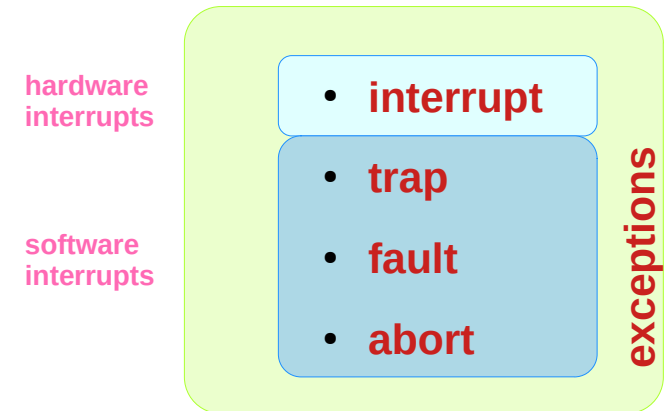 hardware
interrupts
• interrupt
• trap
software
interrupts
• fault
• abort
exceptions